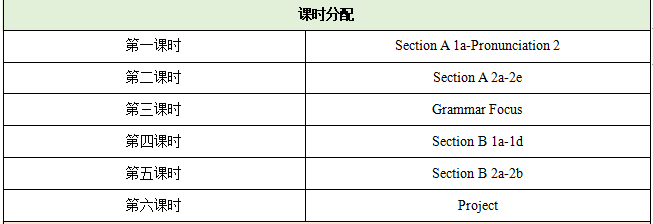 课时分配
第一课时 Section A 1a-Pronunciation 2
第二课时 Section A 2a-2e
第三课时 Grammar Focus
第四课时 Section B 1a-1d
第五课时 Section B 2a-2b
第六课时 Project